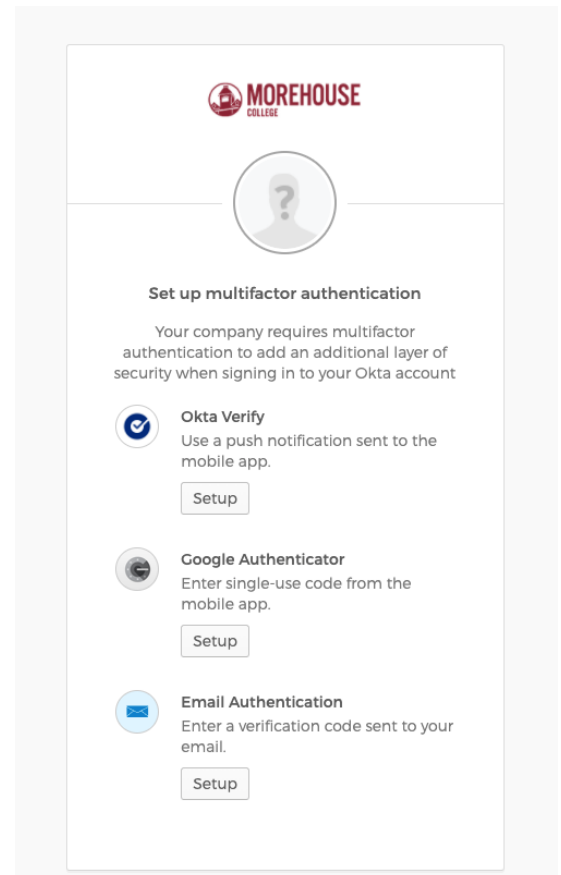 MOREHOUSE
COLLEGE
?
Set up multifactor authentication
Your company requires multifactor
authentication to add an additional layer of
security when signing in to your Okta account
Okta Verify
Use a push notification sent to the
mobile app.
Setup
Google Authenticator
Enter single-use code from the
mobile app.
Setup
Email Authentication
Enter a verification code sent to your
email.
Setup